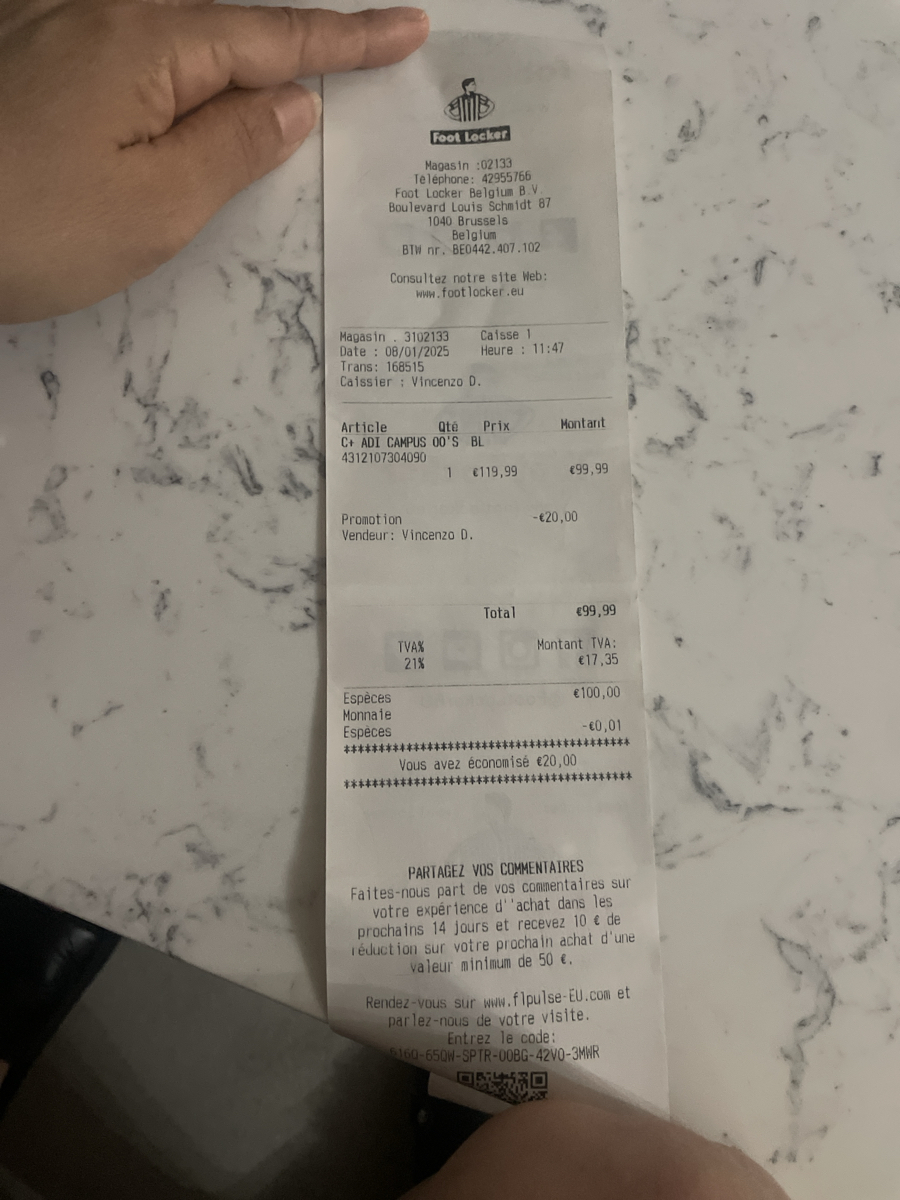 Foot Locker
Magasin :02133
Téléphone: 42955766
Foot Locker Belgium B.V.
Boulevard Louis Schmidt 87
1040 Brussels
Belgium
BTW nr. BE0442.407.102
Consultez notre site Web:
www.footlocker.eu
Magasin . 3102133 Caisse 1
Date : 08/01/2025 Heure : 11:47
Trans: 168515
Caissier : Vincenzo D.
Article Qté Prix Montant
C+ ADI CAMPUS 00'S BL
4312107304090
1 €119,99 €99,99
Promotion -€20,00
Vendeur: Vincenzo D.
Total €99,99
TVA% Montant TVA:
21% €17,35
Espèces €100,00
Monnaie
Espèces -€0,01
******************************************
Vous avez économisé €20,00
******************************************
PARTAGEZ VOS COMMENTAIRES
Faites-nous part de vos commentaires sur
votre expérience d''achat dans les
prochains 14 jours et recevez 10 € de
réduction sur votre prochain achat d'une
valeur minimum de 50 €.
Rendez-vous sur www.flpulse-EU.com et
parlez-nous de votre visite.
Entrez le code:
-65QW-SPTR-00BG-42V0-3MWR